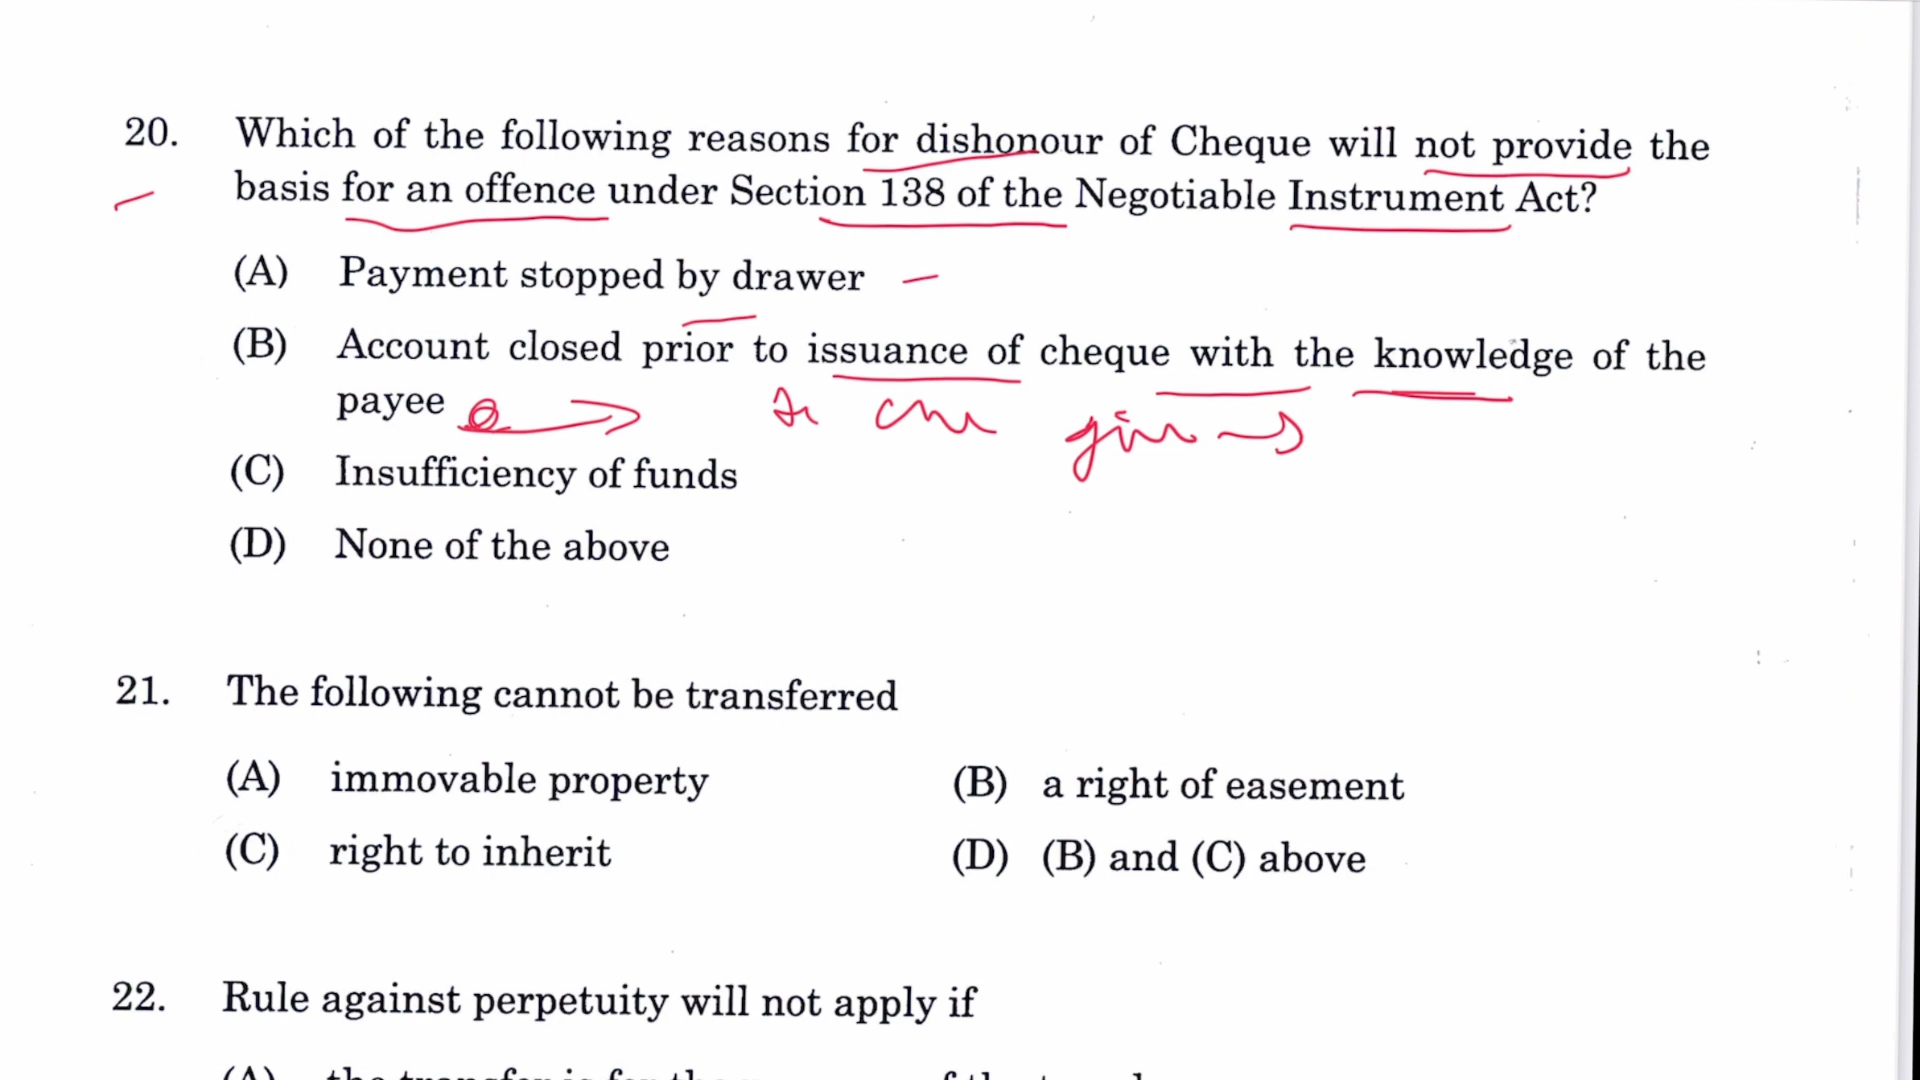 20. Which of the following reasons for dishonour of Cheque will not provide the
basis for an offence under Section 138 of the Negotiable Instrument Act?
(A) Payment stopped by drawer
(B) Account closed prior to issuance of cheque with the knowledge of the
payee
(C) Insufficiency of funds
(D) None of the above
21. The following cannot be transferred
(A) immovable property (B) a right of easement
(C) right to inherit (D) (B) and (C) above
22. Rule against perpetuity will not apply if
(A)